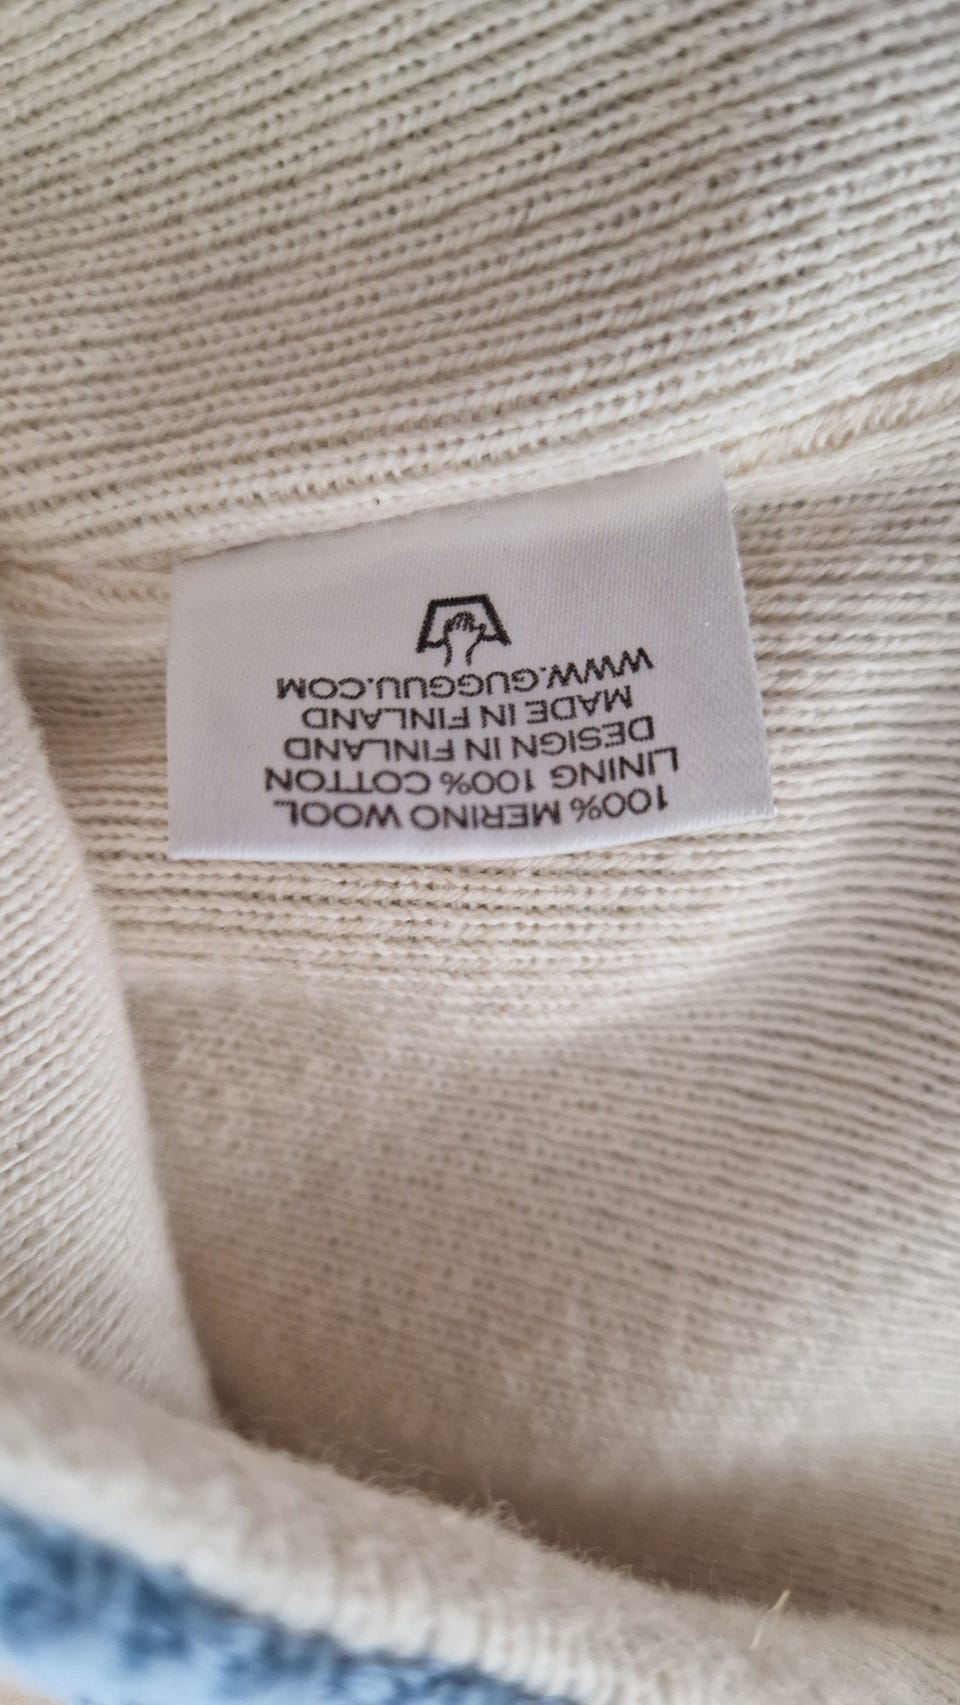 100% MERINO WOOL
LINING 100% COTTON
DESIGN IN FINLAND
MADE IN FINLAND
WWW.GUGGUU.COM